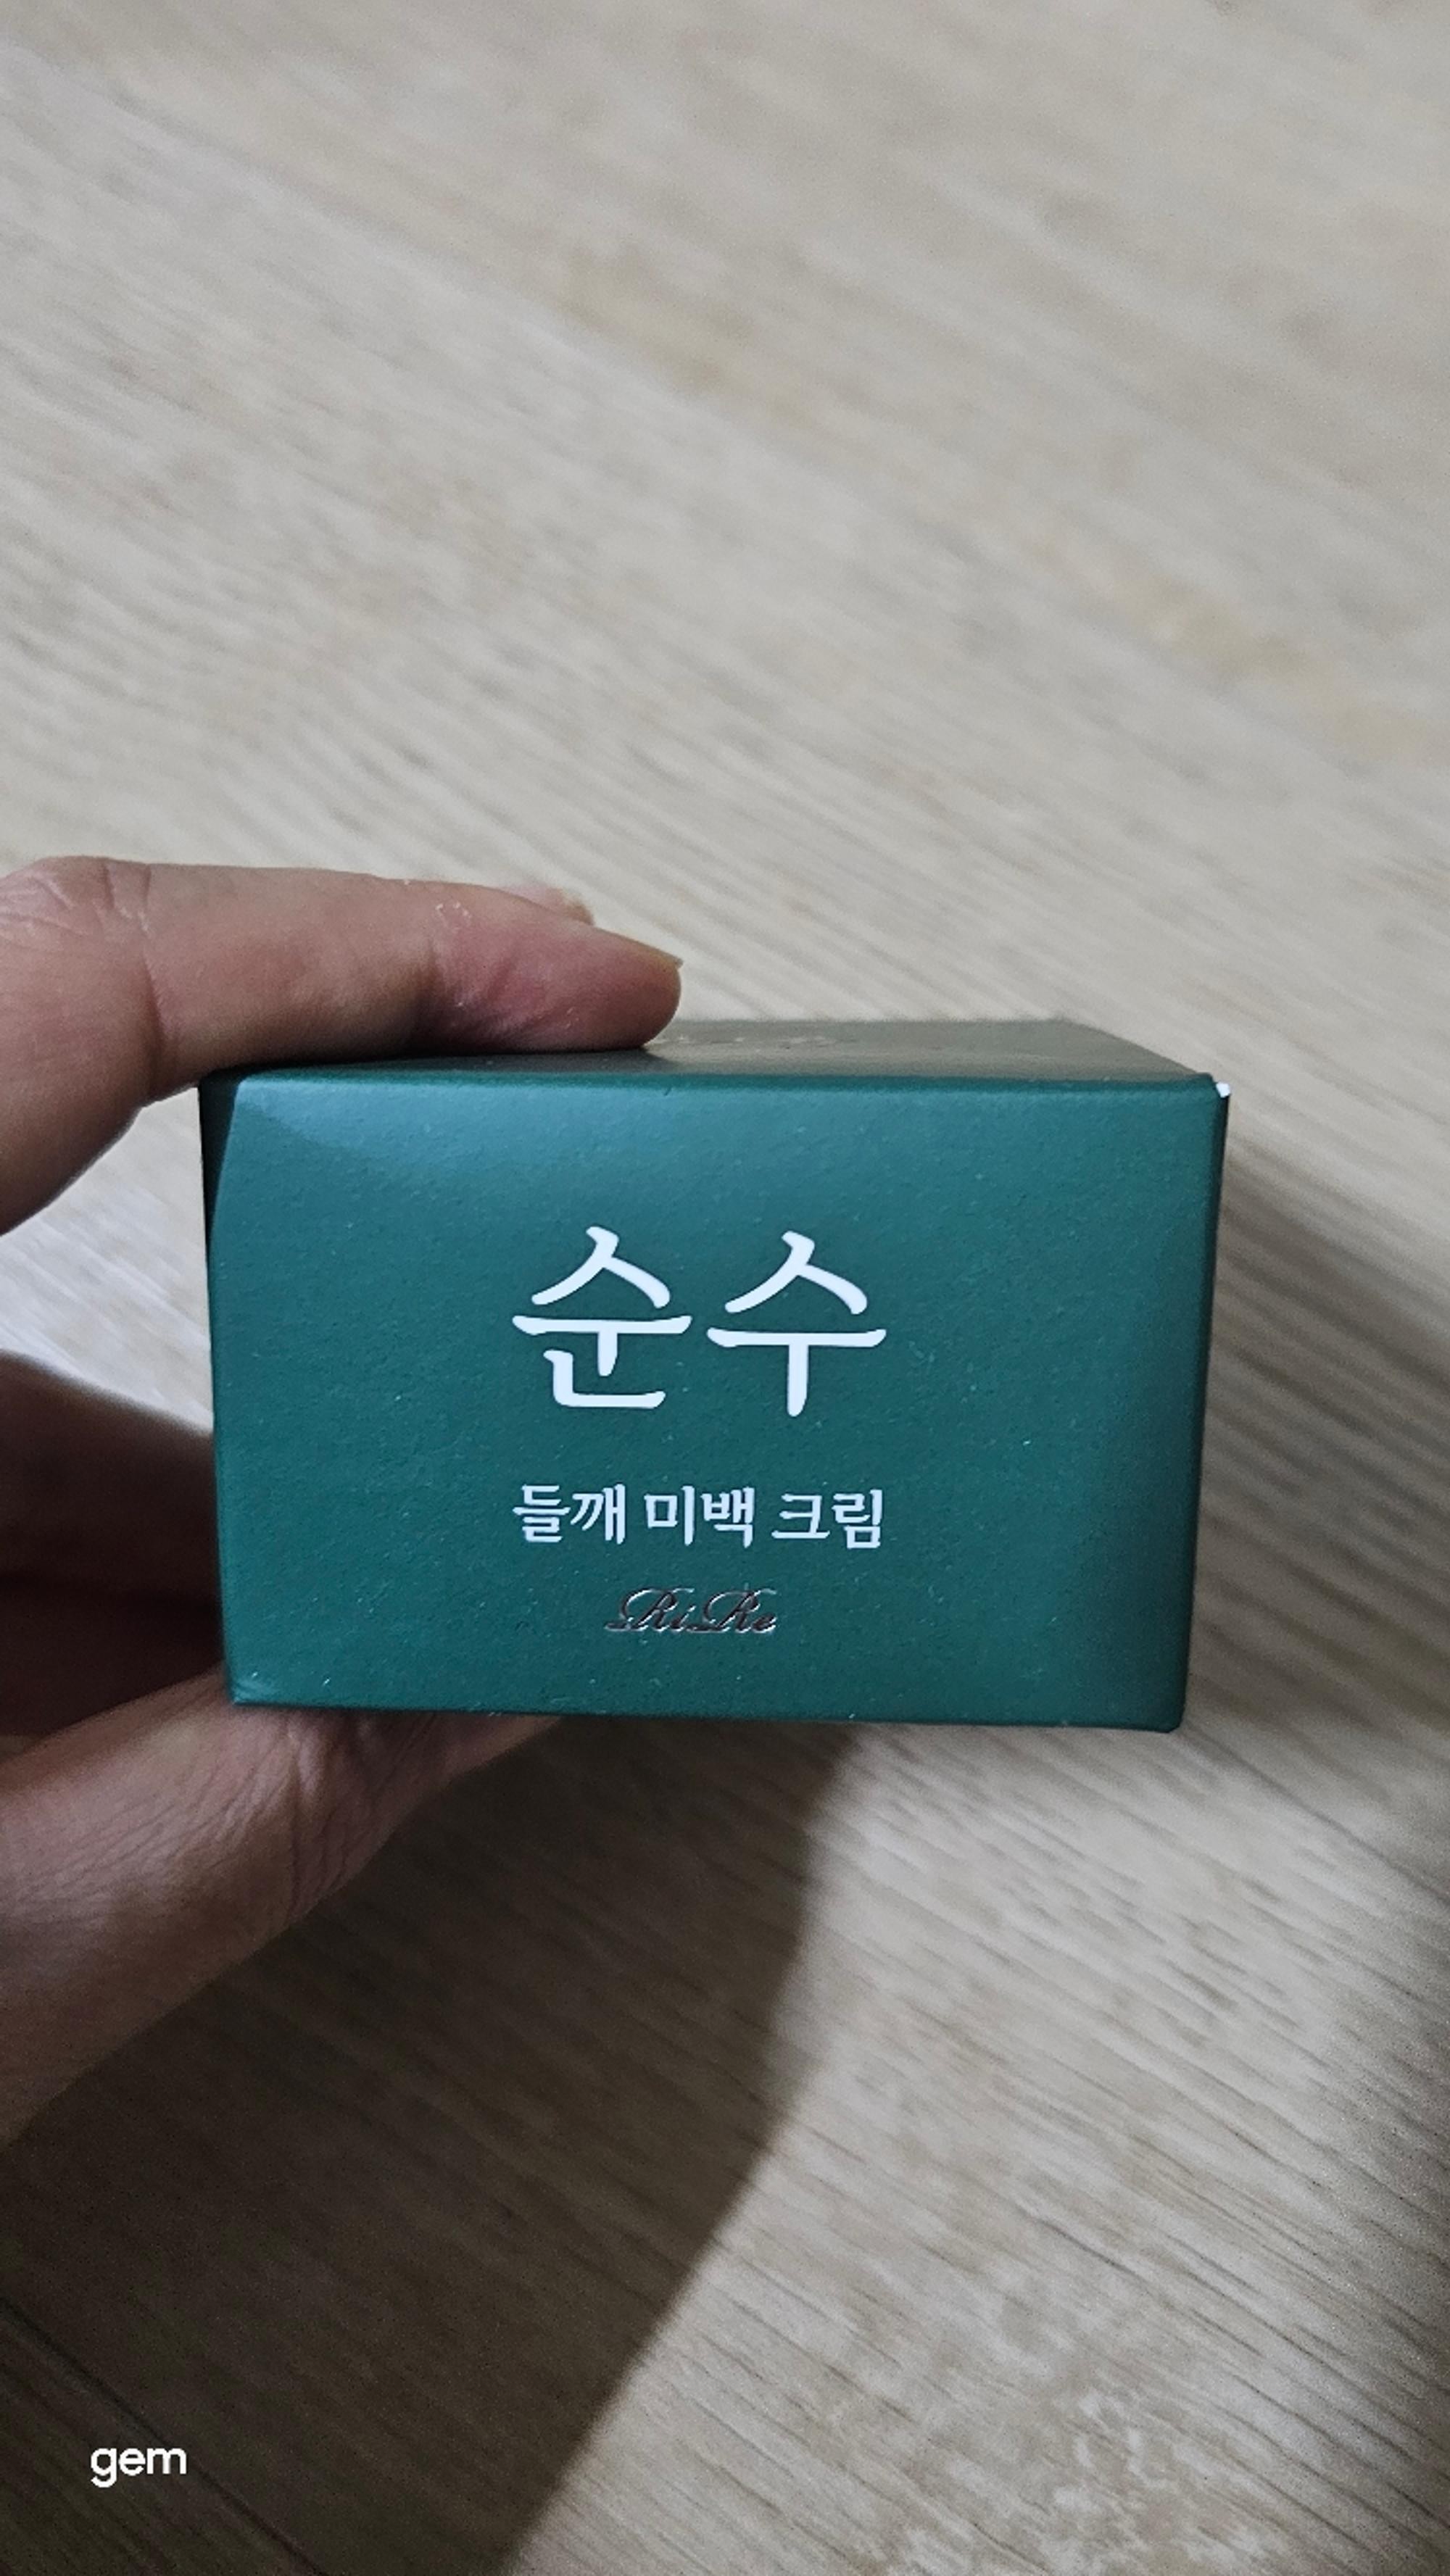 순수
들깨 미백 크림
RiRe
gem